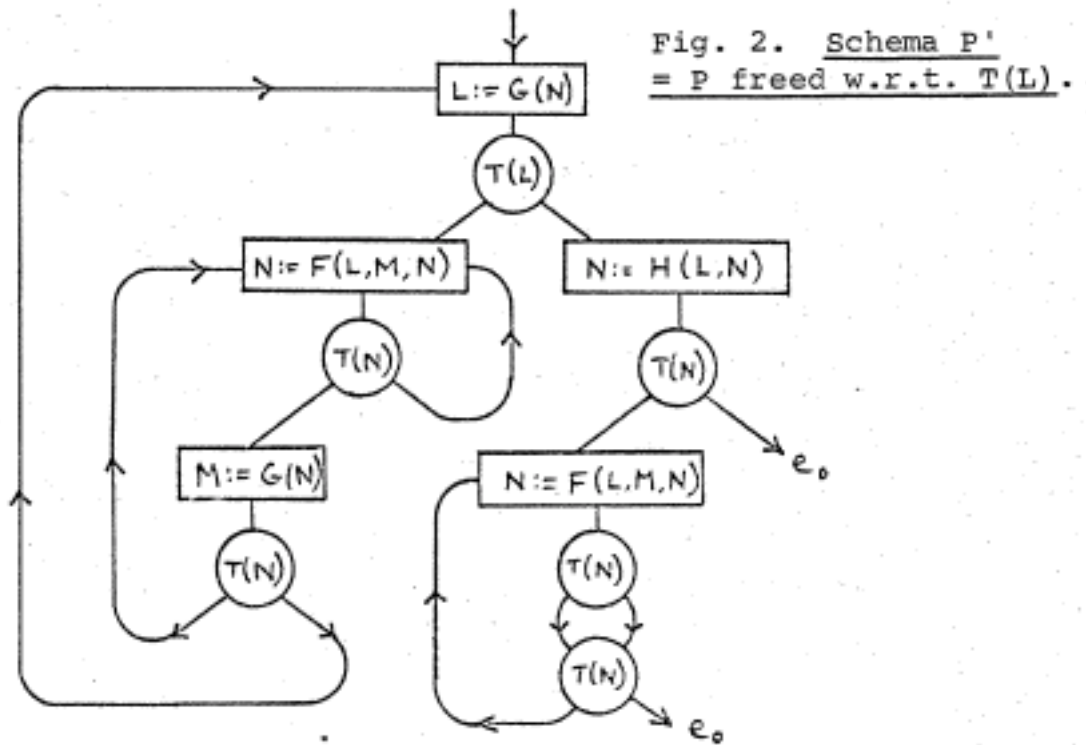 Fig. 2. Schema P'
= P freed w.r.t. T(L).
L:= G(N)
T(L)
N:= F(L,M,N)
N:= H(L,N)
T(N)
T(N)
M:= G(N)
N:= F(L,M,N)
e₀
T(N)
T(N)
T(N)
e₀